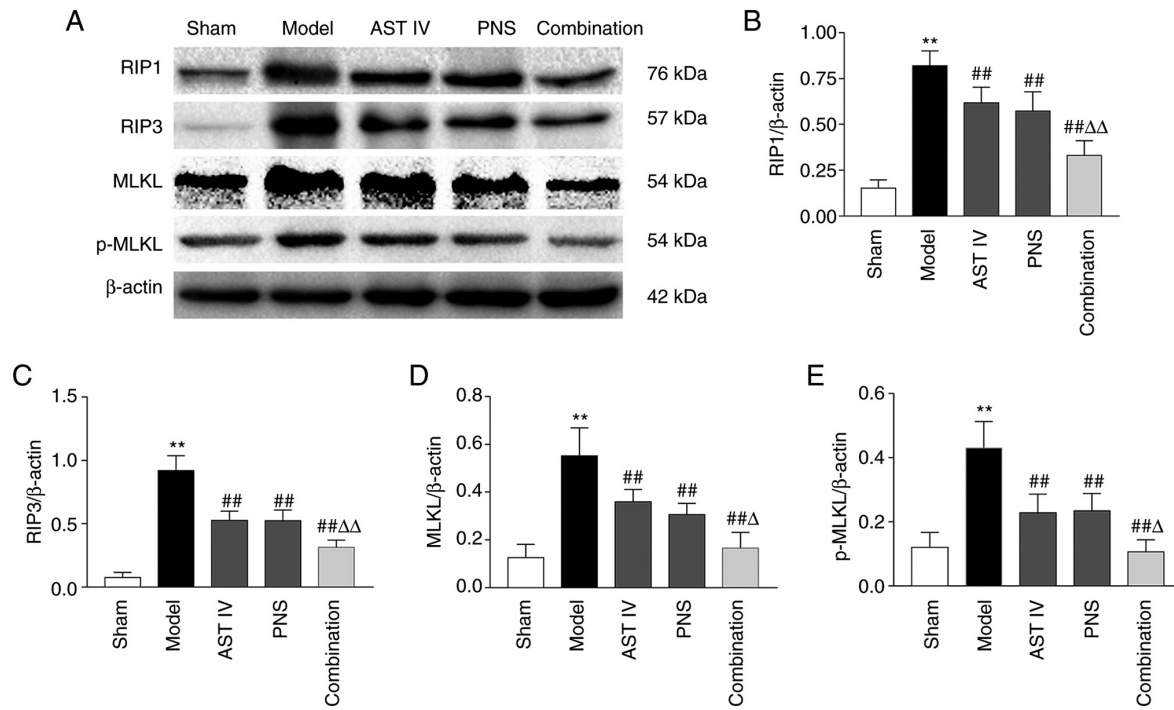 A
Sham Model AST IV PNS Combination
RIP1 76 kDa
RIP3 57 kDa
MLKL 54 kDa
p-MLKL 54 kDa
β-actin 42 kDa
B
RIP1/β-actin
1.00
0.75
0.50
0.25
0.00
**
##
##
##ΔΔ
Sham Model AST IV PNS Combination
C
RIP3/β-actin
1.5
1.0
0.5
0.0
**
##
##
##ΔΔ
Sham Model AST IV PNS Combination
D
MLKL/β-actin
0.8
0.6
0.4
0.2
0.0
**
##
##
##Δ
Sham Model AST IV PNS Combination
E
p-MLKL/β-actin
0.6
0.4
0.2
0.0
**
##
##
##Δ
Sham Model AST IV PNS Combination